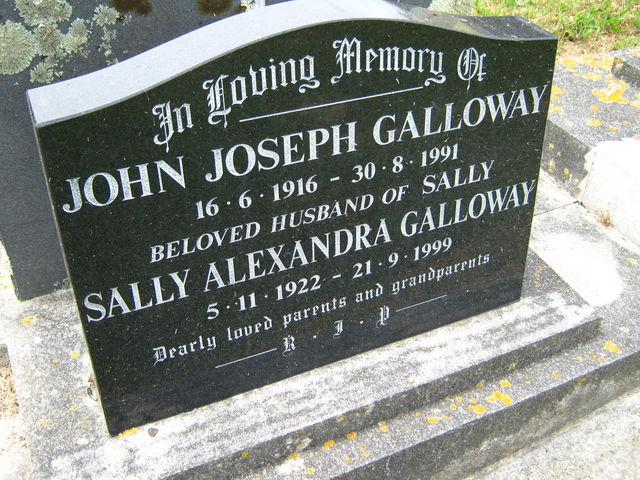 In Loving Memory Of
JOHN JOSEPH GALLOWAY
16·6·1916 - 30·8·1991
BELOVED HUSBAND OF SALLY
SALLY ALEXANDRA GALLOWAY
5·11·1922 - 21·9·1999
Dearly loved parents and grandparents
R·I·P